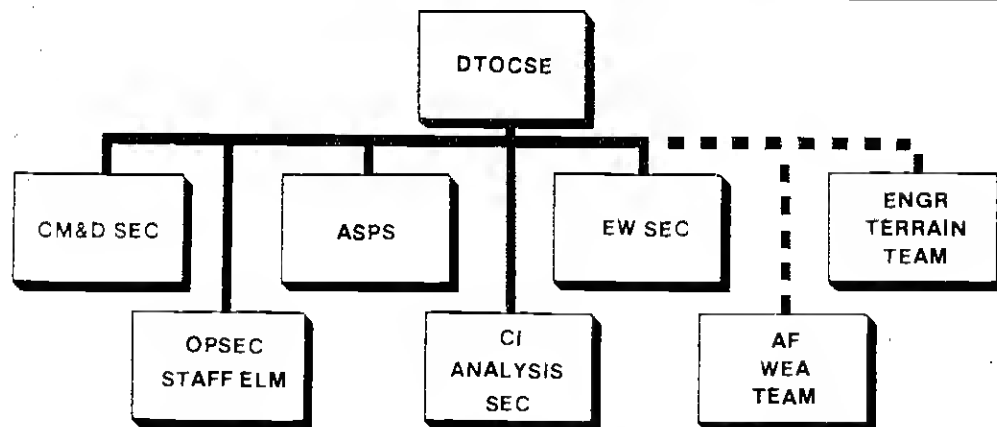 DTOCSE
CM&D SEC
ASPS
EW SEC
ENGR
TERRAIN
TEAM
OPSEC
STAFF ELM
CI
ANALYSIS
SEC
AF
WEA
TEAM